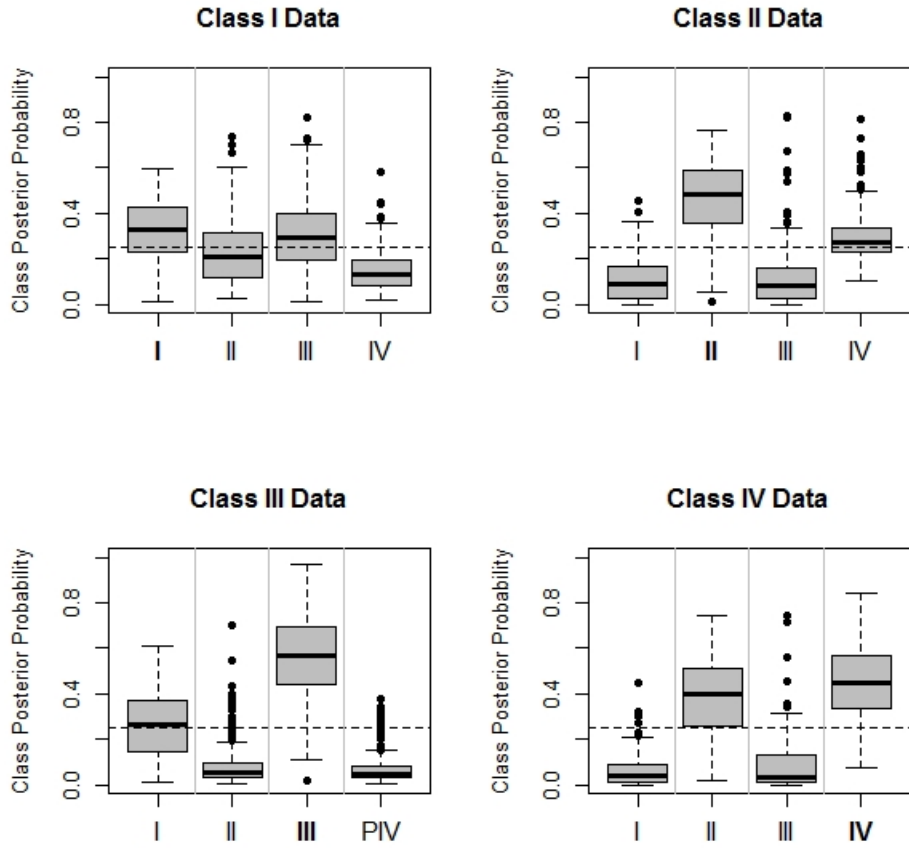 Class I Data
Class II Data
Class Posterior Probability
0.0 0.4 0.8
I II III IV
Class Posterior Probability
0.0 0.4 0.8
I II III IV
Class III Data
Class IV Data
Class Posterior Probability
0.0 0.4 0.8
I II III PIV
Class Posterior Probability
0.0 0.4 0.8
I II III IV